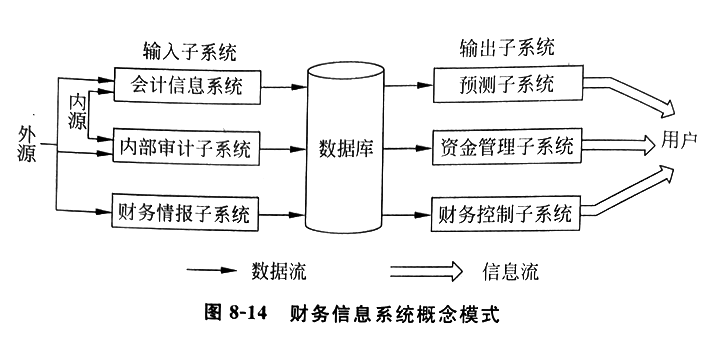 输入子系统
输出子系统
会计信息系统
预测子系统
内源
外源
内部审计子系统
数据库
资金管理子系统
用户
财务情报子系统
财务控制子系统
数据流
信息流
图 8-14 财务信息系统概念模式